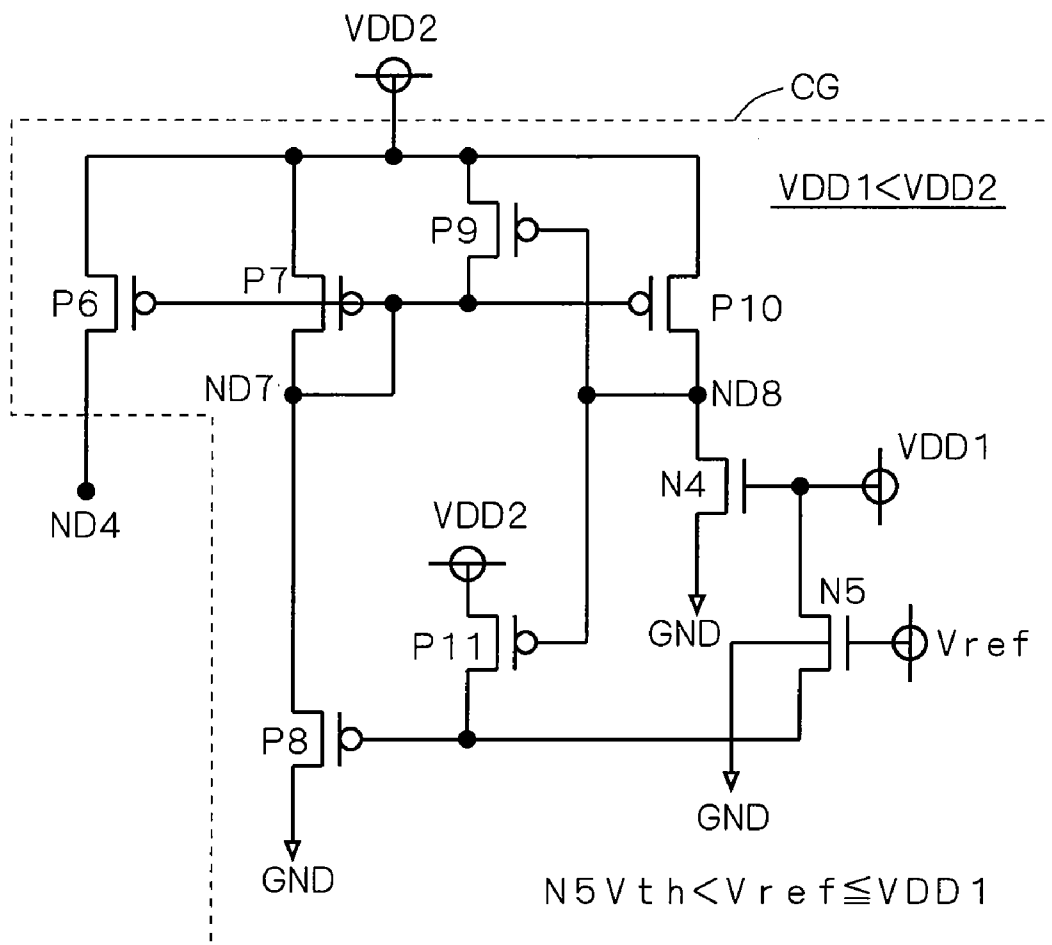 VDD2
CG
VDD1<VDD2
P9
P7
P6
P10
ND7
ND8
VDD1
N4
ND4
VDD2
N5
GND
P11
Vref
P8
GND
GND
N5Vth<Vref≦VDD1